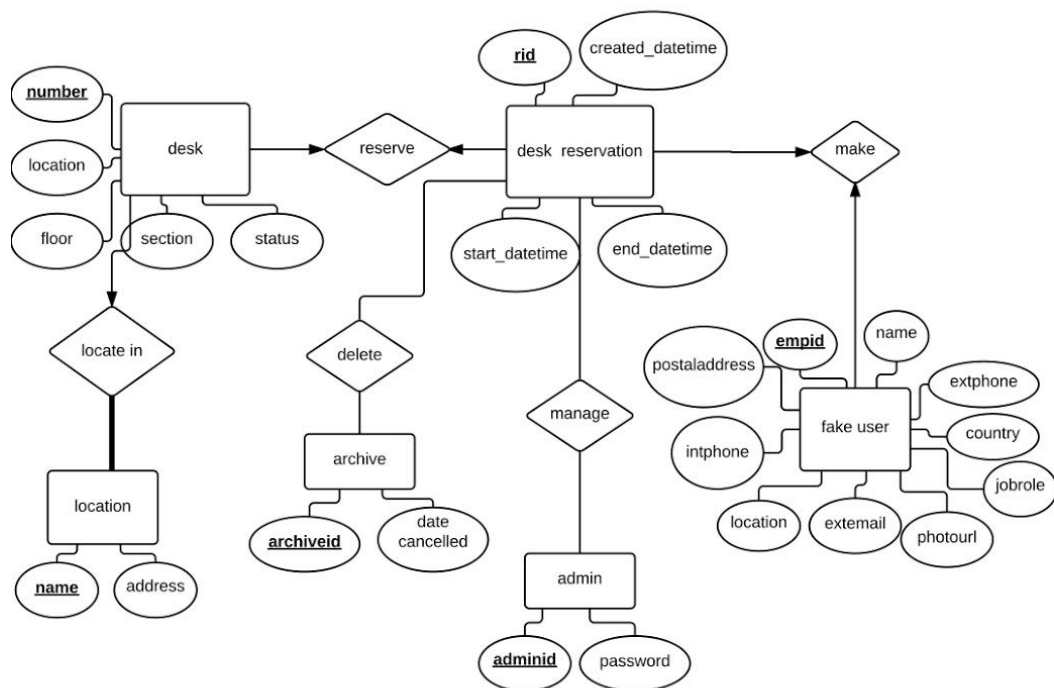 rid
created_datetime
number
desk
reserve
desk reservation
make
location
floor
section
status
start_datetime
end_datetime
locate in
delete
manage
empid
name
postaladdress
extphone
fake user
country
intphone
jobrole
location
extemail
photourl
archive
location
archiveid
date
cancelled
name
address
admin
adminid
password